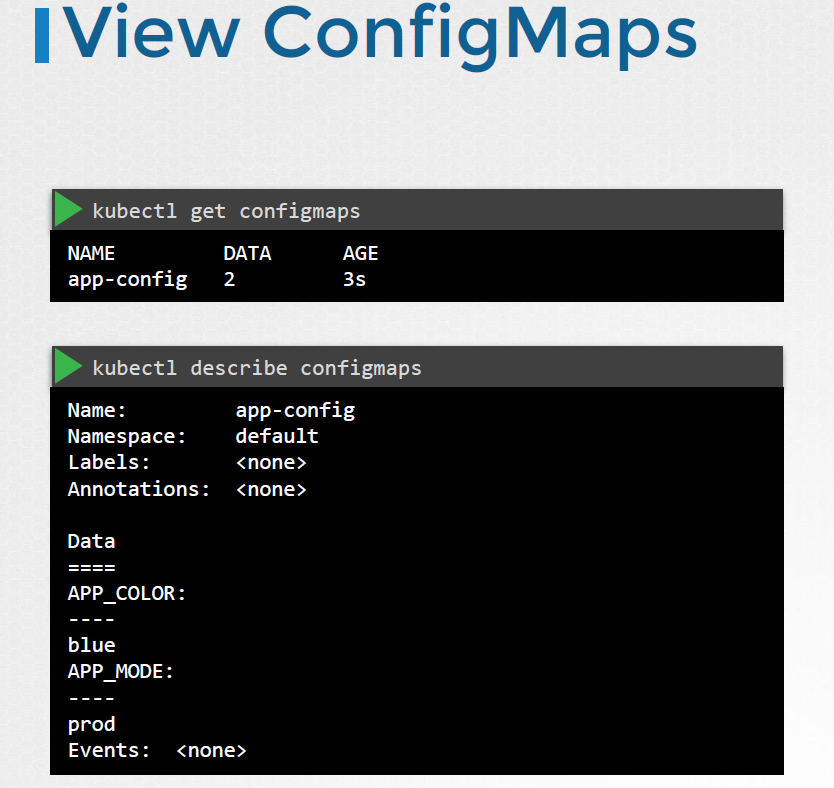 View ConfigMaps
kubectl get configmaps
NAME DATA AGE
app-config 2 3s
kubectl describe configmaps
Name: app-config
Namespace: default
Labels: <none>
Annotations: <none>
Data
====
APP_COLOR:
----
blue
APP_MODE:
----
prod
Events: <none>